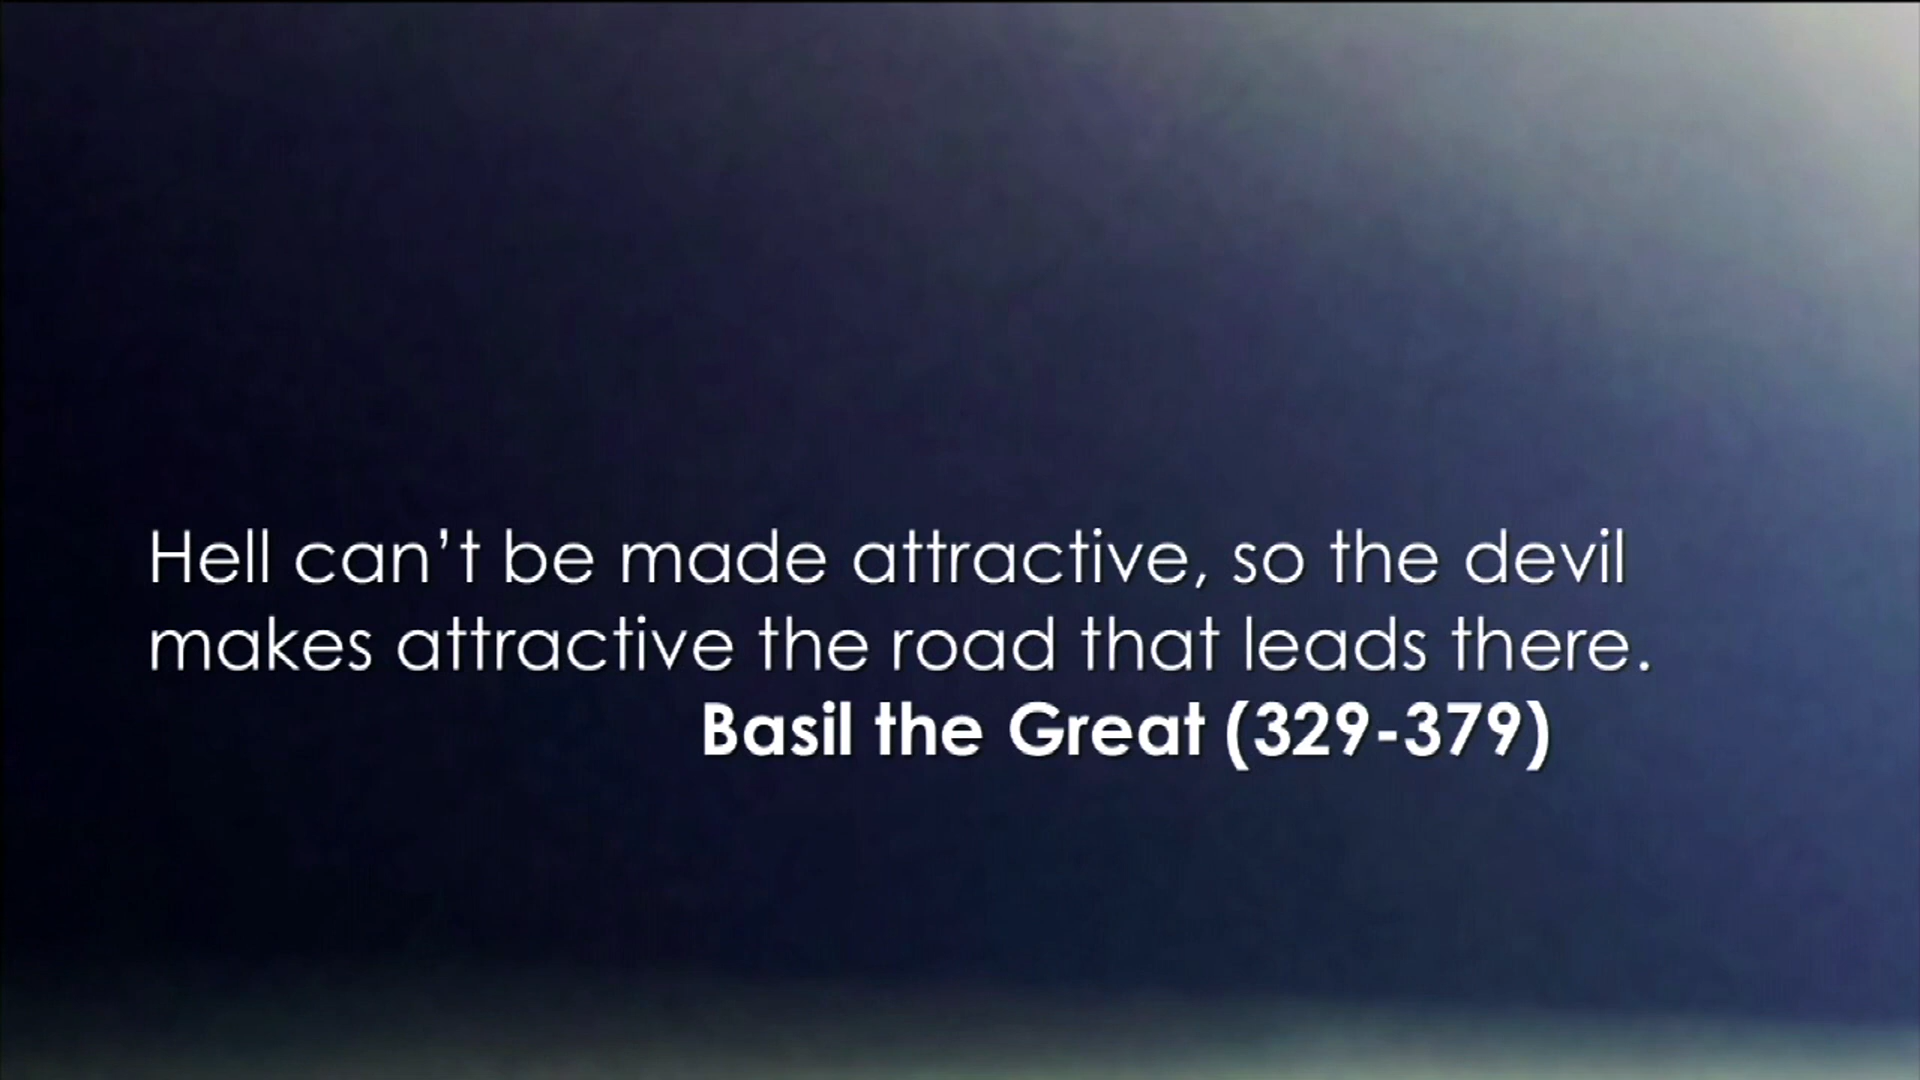 Hell can’t be made attractive, so the devil
makes attractive the road that leads there.
Basil the Great (329-379)